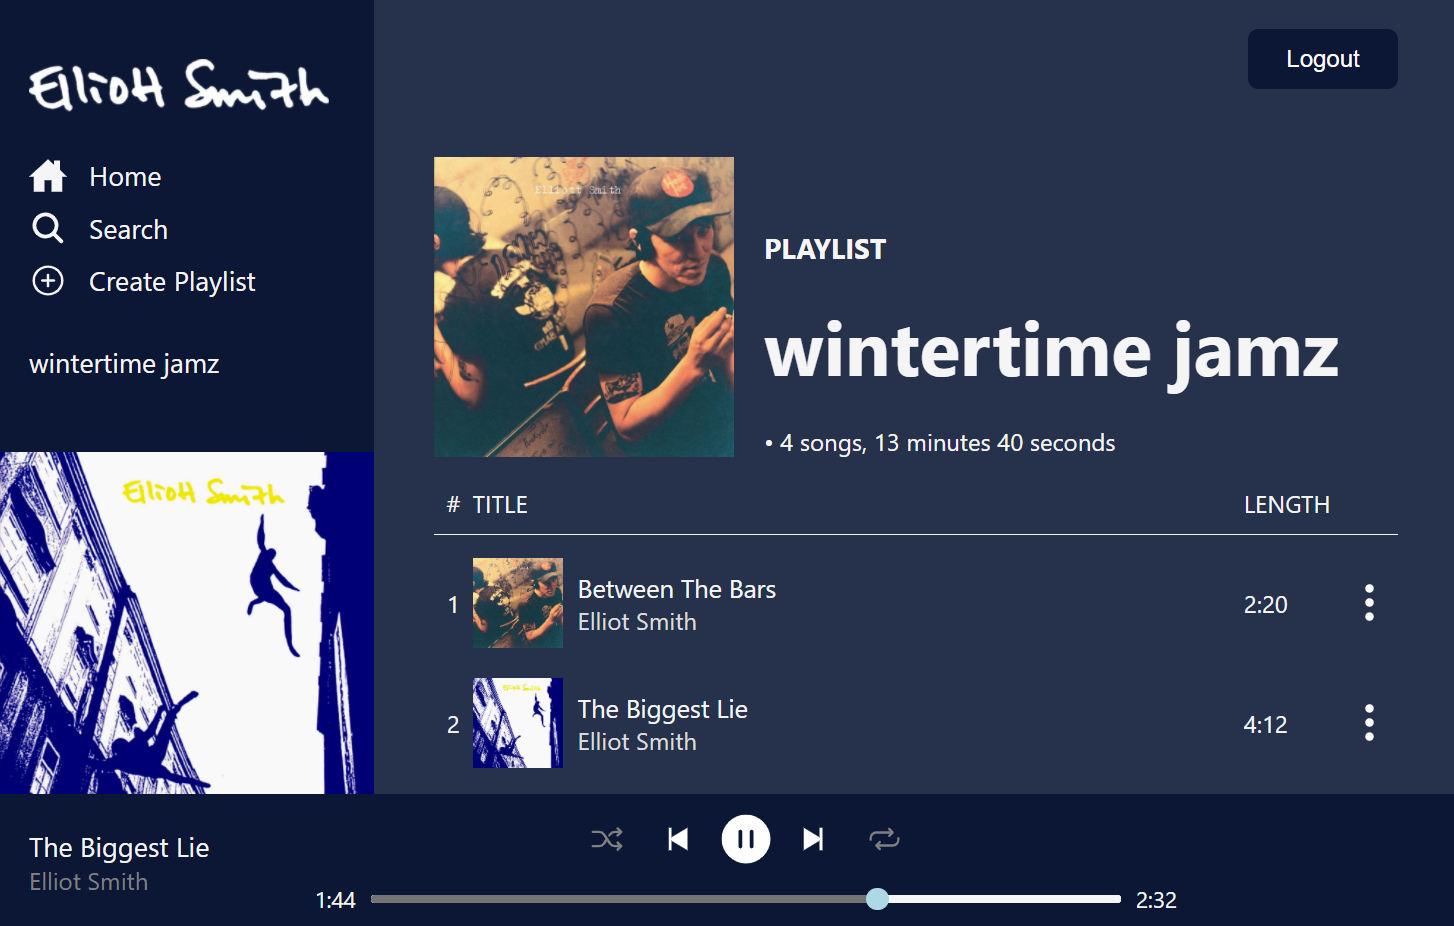 Elliott Smith
Home
Search
Create Playlist
wintertime jamz
Elliott Smith
Logout
Elliott Smith
PLAYLIST
wintertime jamz
• 4 songs, 13 minutes 40 seconds
# TITLE LENGTH
1 Between The Bars 2:20
Elliot Smith
2 The Biggest Lie 4:12
Elliot Smith
The Biggest Lie
Elliot Smith
1:44 2:32